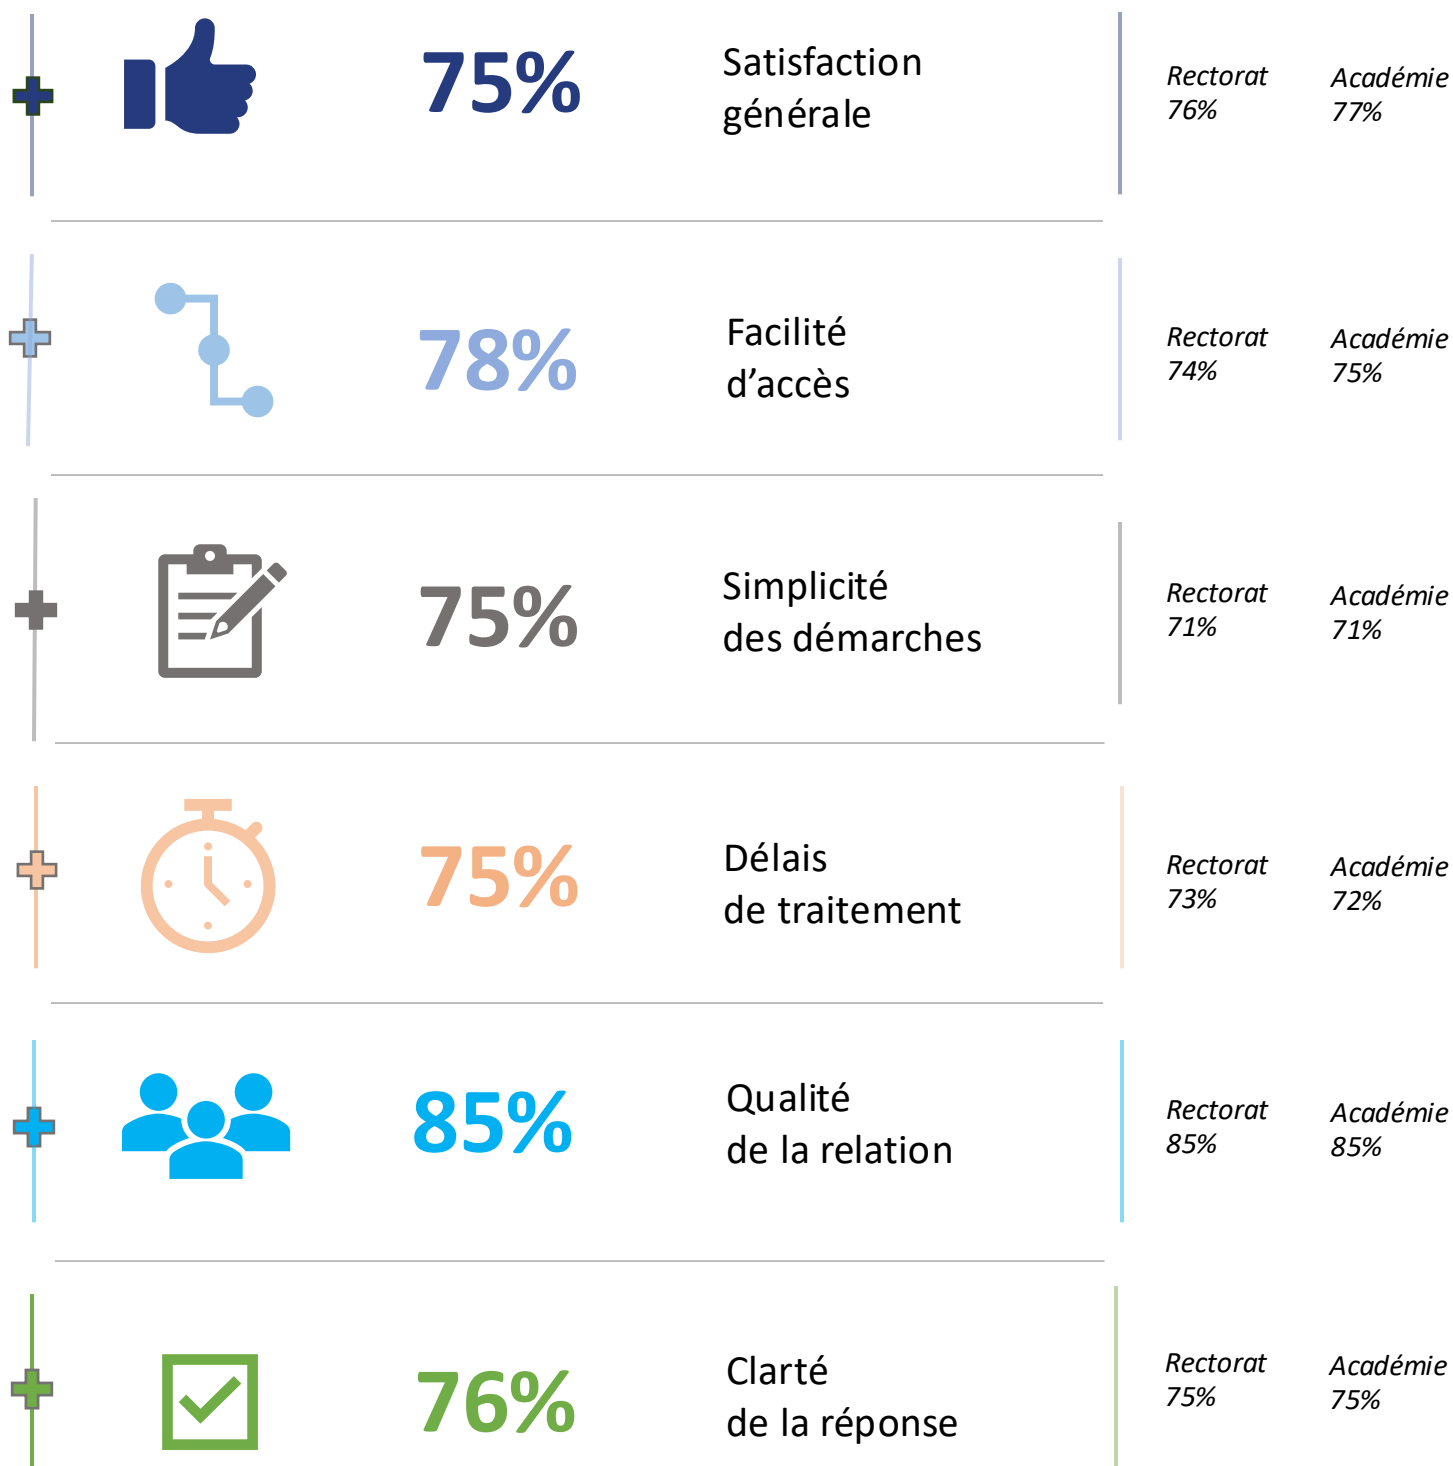 75%
Satisfaction
générale
Rectorat
76%
Académie
77%
78%
Facilité
d’accès
Rectorat
74%
Académie
75%
75%
Simplicité
des démarches
Rectorat
71%
Académie
71%
75%
Délais
de traitement
Rectorat
73%
Académie
72%
85%
Qualité
de la relation
Rectorat
85%
Académie
85%
76%
Clarté
de la réponse
Rectorat
75%
Académie
75%